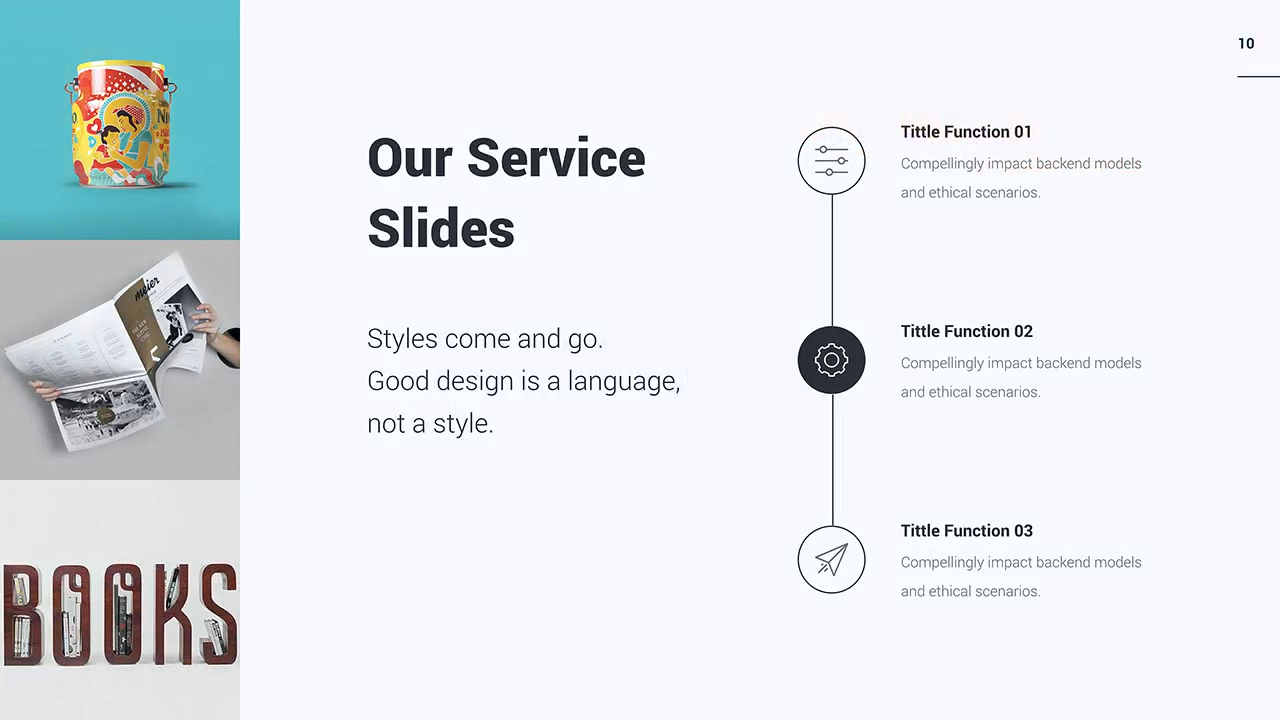 10
Our Service
Slides
Styles come and go.
Good design is a language,
not a style.
Tittle Function 01
Compellingly impact backend models
and ethical scenarios.
Tittle Function 02
Compellingly impact backend models
and ethical scenarios.
Tittle Function 03
Compellingly impact backend models
and ethical scenarios.
meier
BOOKS